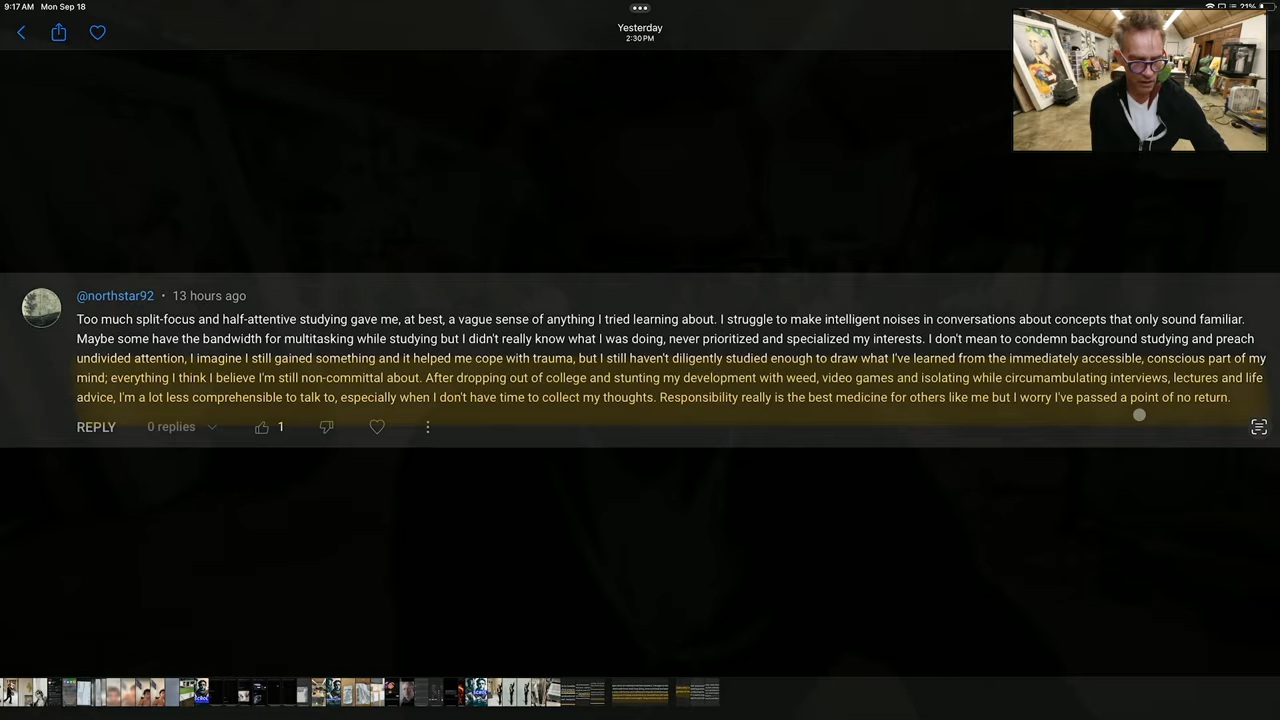 9:17 AM Mon Sep 18
21%
Yesterday
2:30 PM
@northstar92 • 13 hours ago
Too much split-focus and half-attentive studying gave me, at best, a vague sense of anything I tried learning about. I struggle to make intelligent noises in conversations about concepts that only sound familiar.
Maybe some have the bandwidth for multitasking while studying but I didn't really know what I was doing, never prioritized and specialized my interests. I don't mean to condemn background studying and preach
undivided attention, I imagine I still gained something and it helped me cope with trauma, but I still haven't diligently studied enough to draw what I've learned from the immediately accessible, conscious part of my
mind; everything I think I believe I'm still non-committal about. After dropping out of college and stunting my development with weed, video games and isolating while circumambulating interviews, lectures and life
advice, I'm a lot less comprehensible to talk to, especially when I don't have time to collect my thoughts. Responsibility really is the best medicine for others like me but I worry I've passed a point of no return.
REPLY 0 replies 1